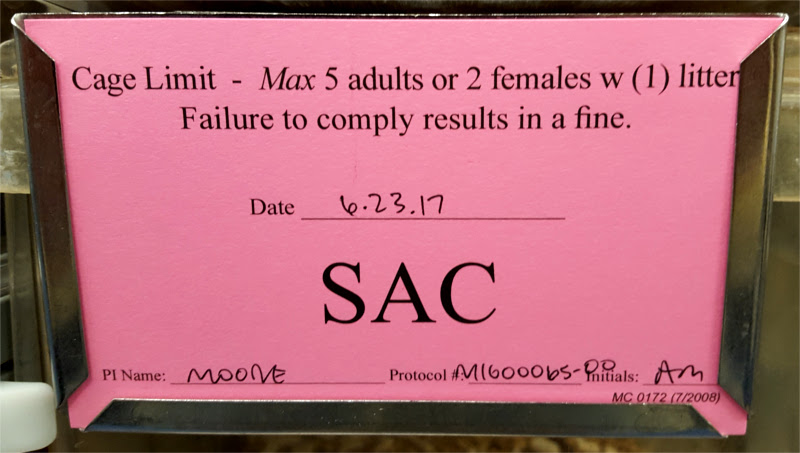 Cage Limit - Max 5 adults or 2 females w (1) litter
Failure to comply results in a fine.
Date 6.23.17
SAC
PI Name: MOORE Protocol #: M1600065-00 Initials: AM
MC 0172 (7/2008)